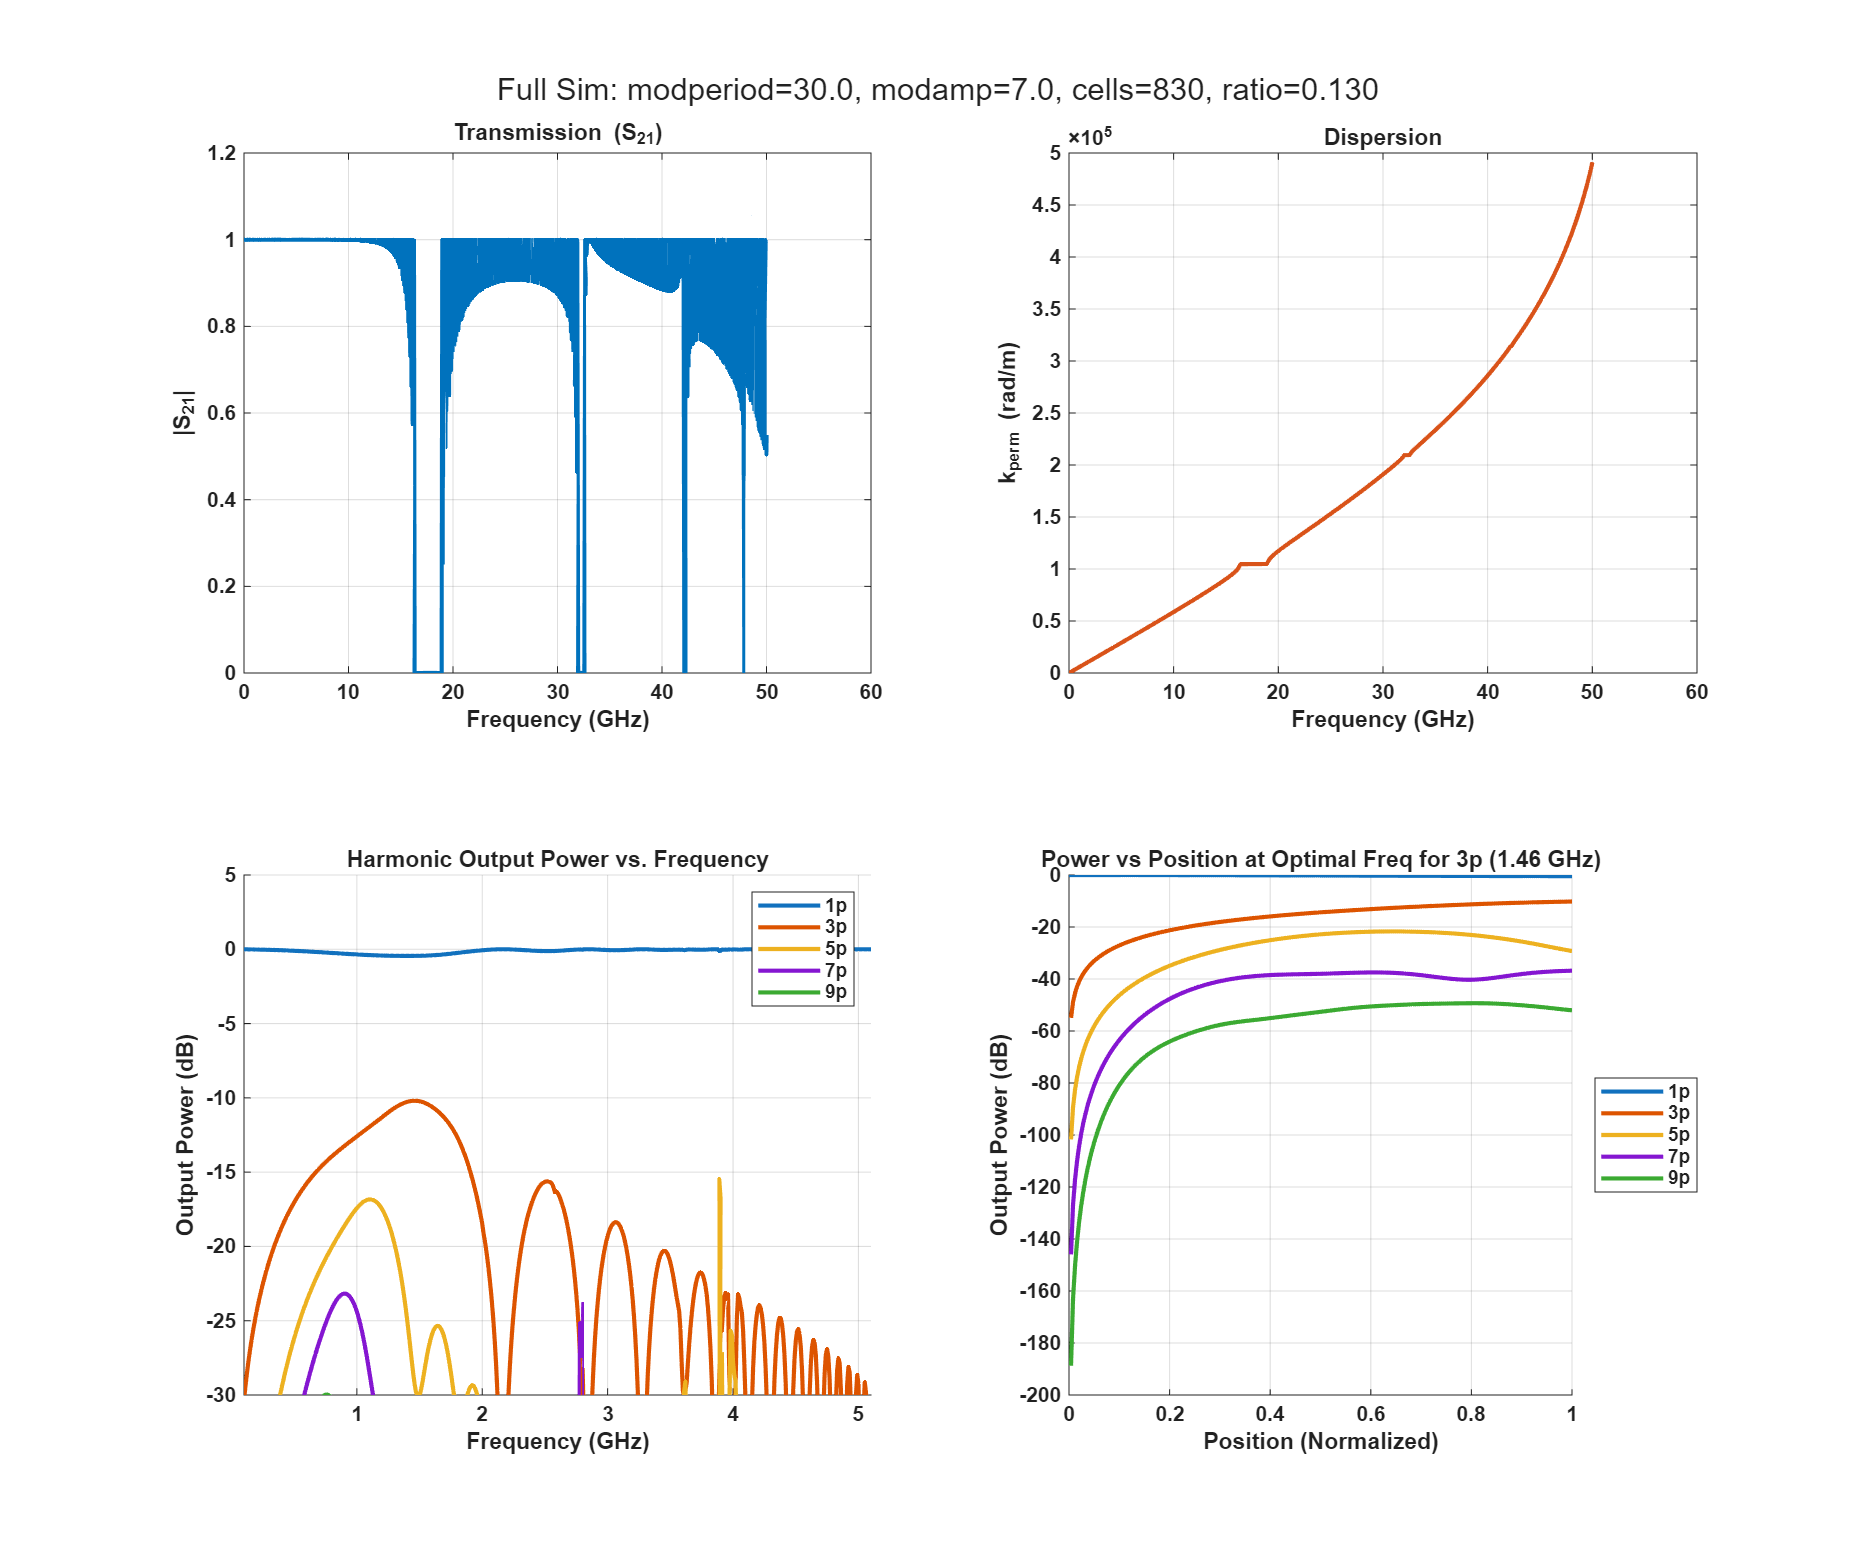 Full Sim: modperiod=30.0, modamp=7.0, cells=830, ratio=0.130
Transmission (S21)
|S21|
1.2
1
0.8
0.6
0.4
0.2
0
0 10 20 30 40 50 60
Frequency (GHz)
×10^5
Dispersion
kperm (rad/m)
5
4.5
4
3.5
3
2.5
2
1.5
1
0.5
0
0 10 20 30 40 50 60
Frequency (GHz)
Harmonic Output Power vs. Frequency
Output Power (dB)
5
0
-5
-10
-15
-20
-25
-30
1p
3p
5p
7p
9p
1 2 3 4 5
Frequency (GHz)
Power vs Position at Optimal Freq for 3p (1.46 GHz)
Output Power (dB)
0
-20
-40
-60
-80
-100
-120
-140
-160
-180
-200
0 0.2 0.4 0.6 0.8 1
Position (Normalized)
1p
3p
5p
7p
9p